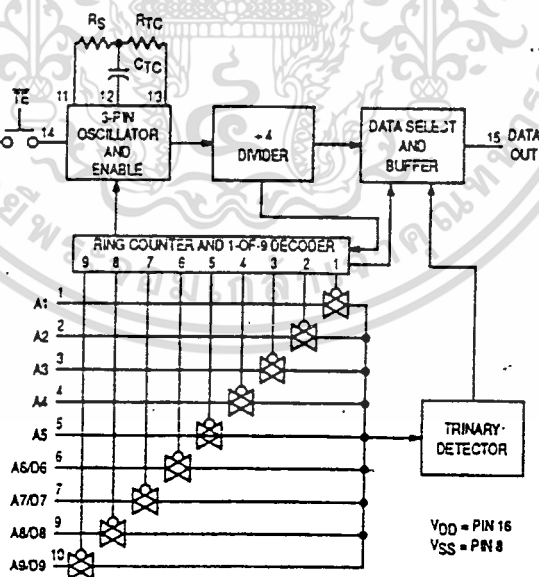 RS RTC
CTC
11 12 13
TE
14
3-PIN
OSCILLATOR
AND
ENABLE
÷4
DIVIDER
DATA SELECT
AND
BUFFER
15 DATA
OUT
RING COUNTER AND 1-OF-9 DECODER
9 8 7 6 5 4 3 2 1
A1 1
A2 2
A3 3
A4 4
A5 5
A6/D6 6
A7/D7 7
A8/D8 9
A9/D9 10
TRINARY
DETECTOR
VDD = PIN 16
VSS = PIN 8